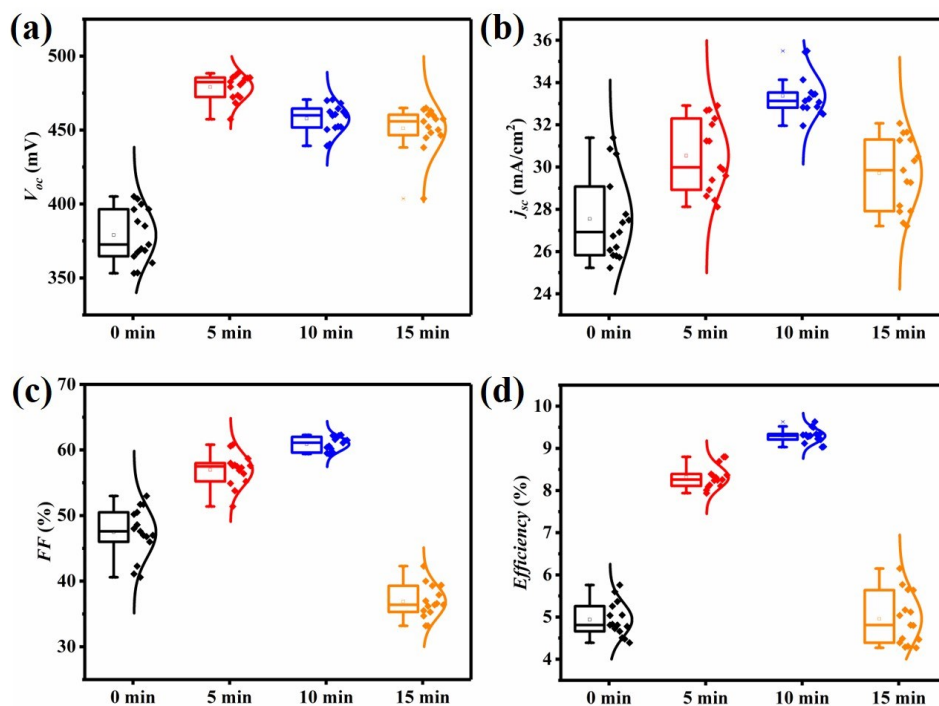 (a)
500
450
400
350
Voc (mV)
0 min 5 min 10 min 15 min
(b)
36
34
32
30
28
26
24
22
jsc (mA/cm2)
0 min 5 min 10 min 15 min
(c)
70
60
50
40
30
FF (%)
0 min 5 min 10 min 15 min
(d)
10
9
8
7
6
5
4
Efficiency (%)
0 min 5 min 10 min 15 min